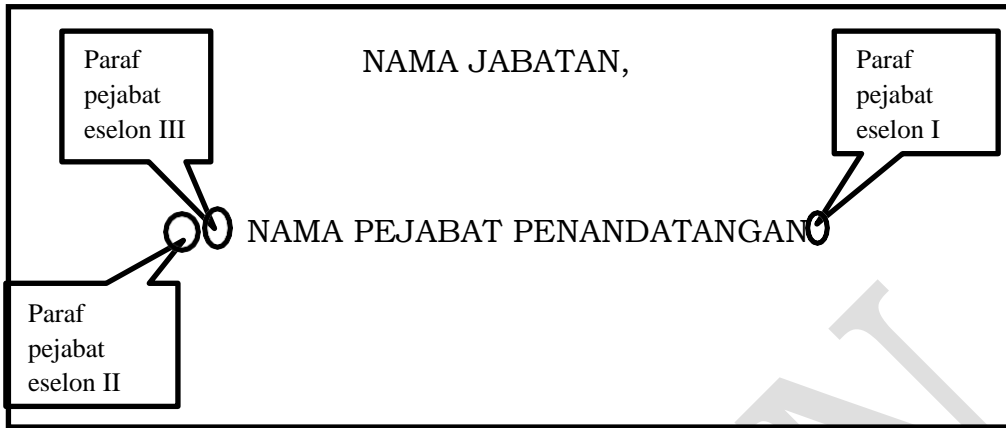 Paraf
pejabat
eselon III
NAMA JABATAN,
Paraf
pejabat
eselon I
NAMA PEJABAT PENANDATANGAN
Paraf
pejabat
eselon II